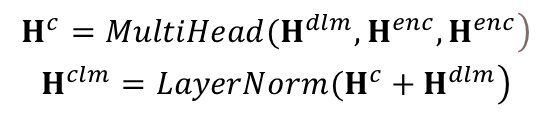 H^c = MultiHead(H^dlm, H^enc, H^enc)
H^clm = LayerNorm(H^c + H^dlm)